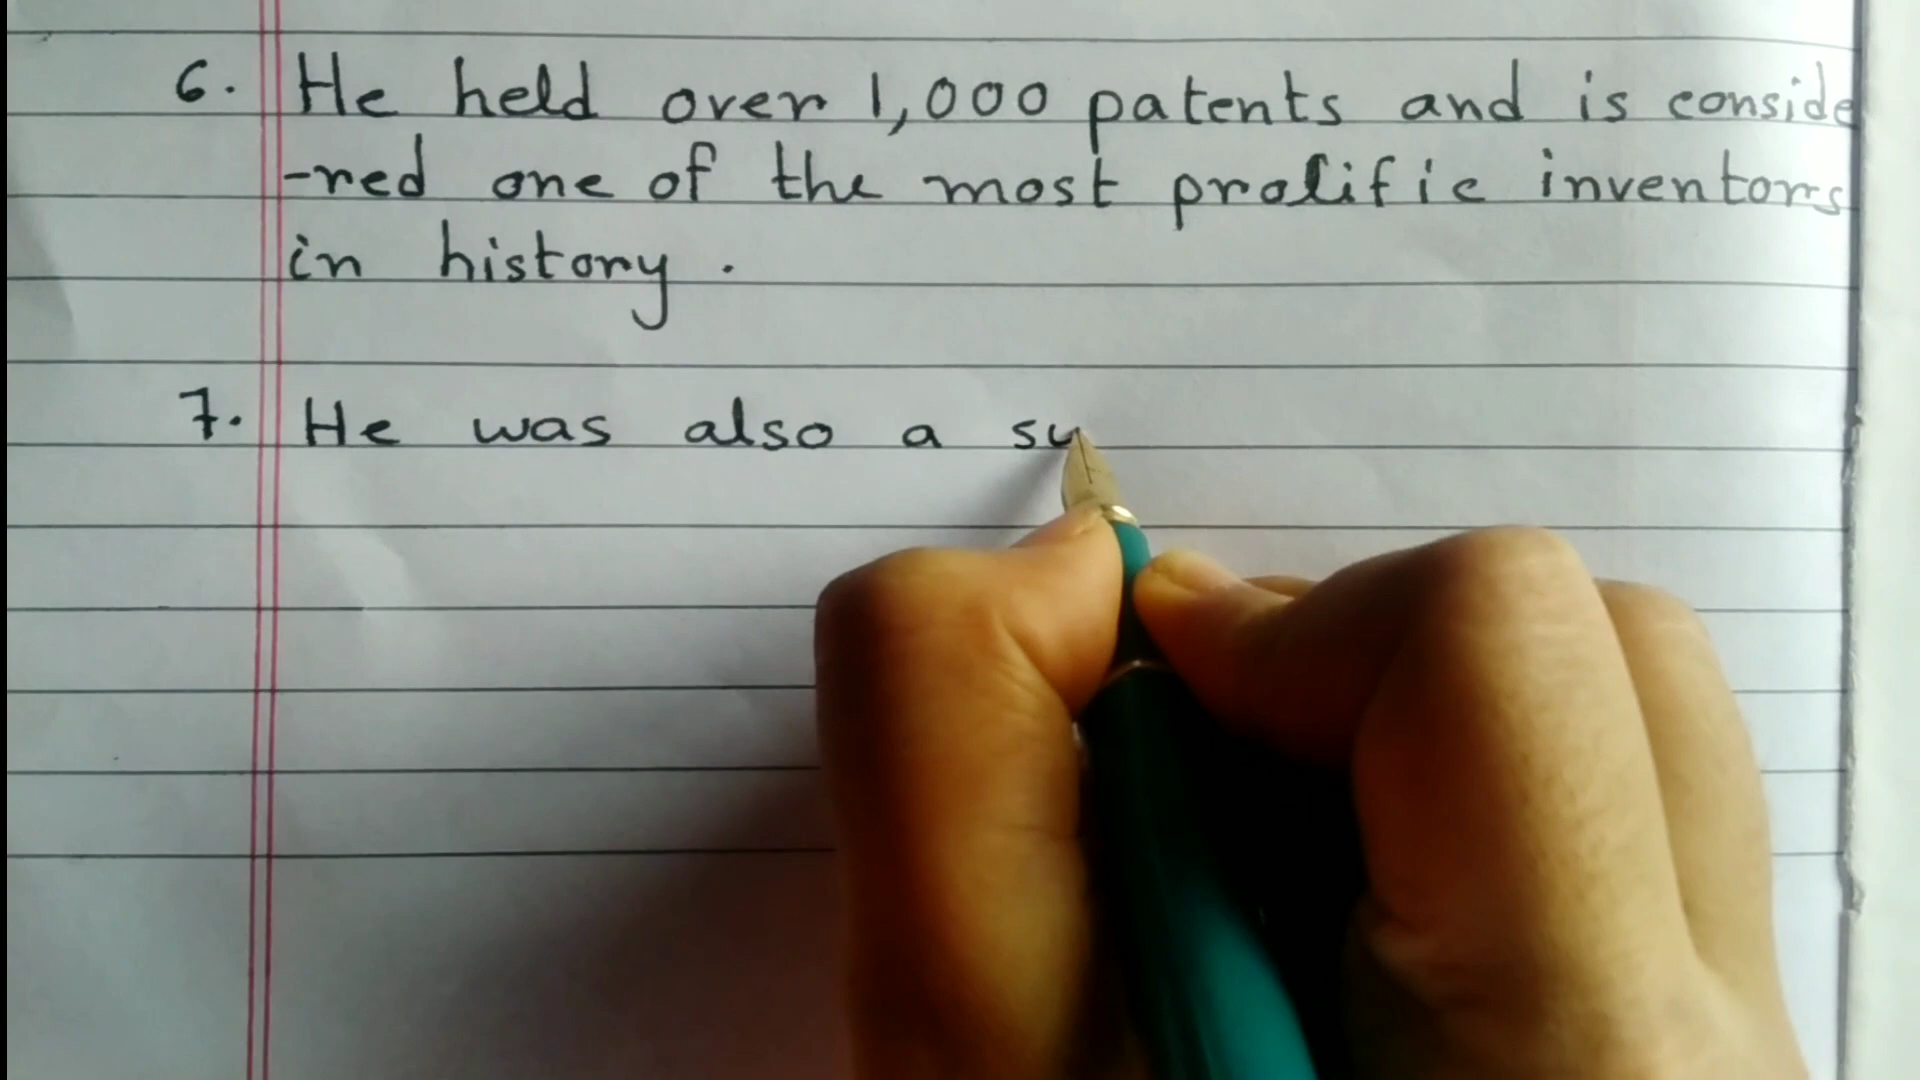 6. He held over 1,000 patents and is conside
-red one of the most prolific inventors
in history.
7. He was also a su